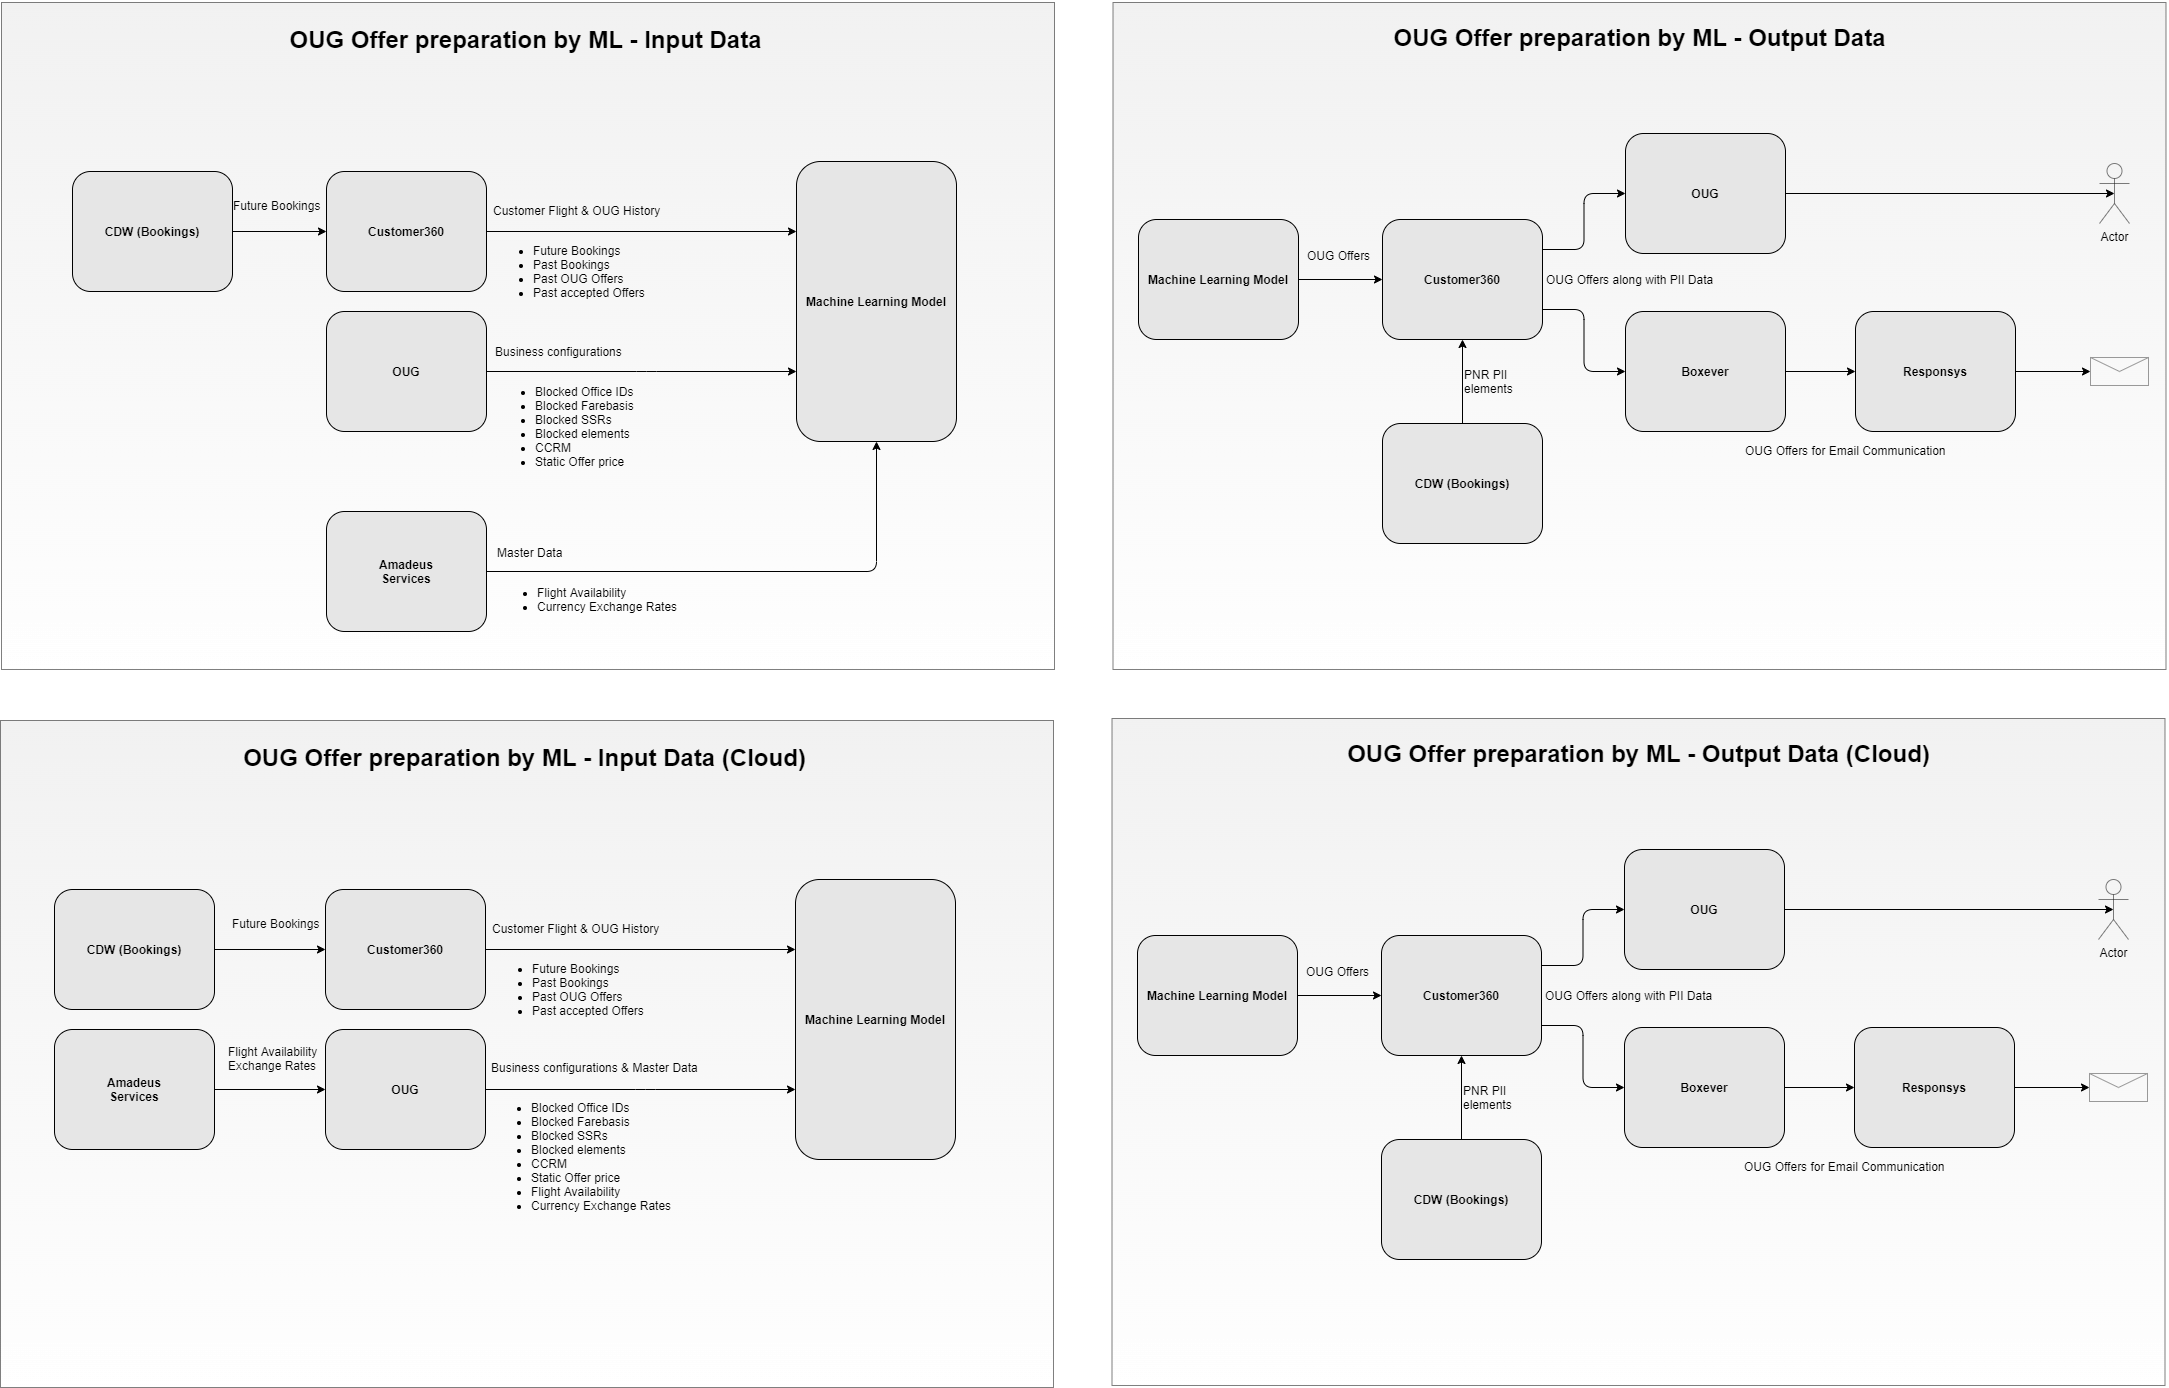 OUG Offer preparation by ML - Input Data
CDW (Bookings)
Future Bookings
Customer360
Customer Flight & OUG History
Future Bookings
Past Bookings
Past OUG Offers
Past accepted Offers
Machine Learning Model
OUG
Business configurations
Blocked Office IDs
Blocked Farebasis
Blocked SSRs
Blocked elements
CCRM
Static Offer price
Amadeus
Services
Master Data
Flight Availability
Currency Exchange Rates
OUG Offer preparation by ML - Output Data
Machine Learning Model
OUG Offers
Customer360
OUG Offers along with PII Data
OUG
Actor
Boxever
Responsys
OUG Offers for Email Communication
PNR PII
elements
CDW (Bookings)
OUG Offer preparation by ML - Input Data (Cloud)
CDW (Bookings)
Future Bookings
Customer360
Customer Flight & OUG History
Future Bookings
Past Bookings
Past OUG Offers
Past accepted Offers
Machine Learning Model
Amadeus
Services
Flight Availability
Exchange Rates
OUG
Business configurations & Master Data
Blocked Office IDs
Blocked Farebasis
Blocked SSRs
Blocked elements
CCRM
Static Offer price
Flight Availability
Currency Exchange Rates
OUG Offer preparation by ML - Output Data (Cloud)
Machine Learning Model
OUG Offers
Customer360
OUG Offers along with PII Data
OUG
Actor
Boxever
Responsys
OUG Offers for Email Communication
PNR PII
elements
CDW (Bookings)